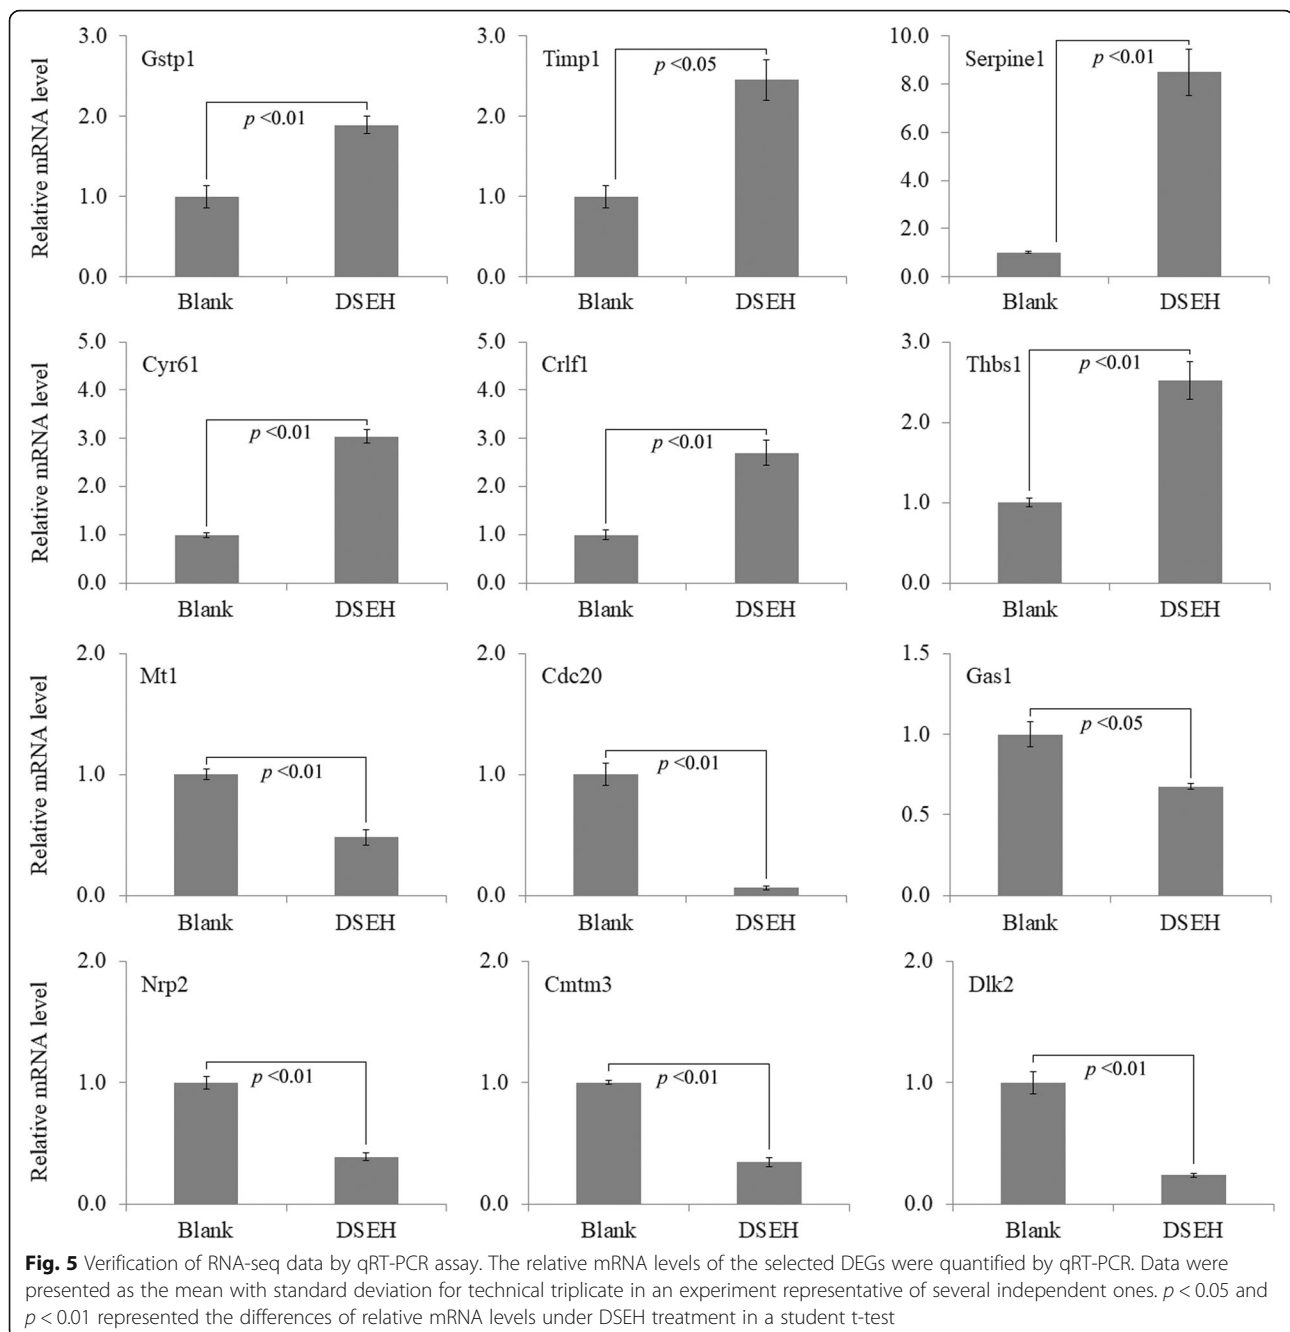 Relative mRNA level
3.0
2.0
1.0
0.0
Gstp1
p <0.01
Blank DSEH
3.0
2.0
1.0
0.0
Timp1
p <0.05
Blank DSEH
10.0
8.0
6.0
4.0
2.0
0.0
Serpine1
p <0.01
Blank DSEH
Relative mRNA level
5.0
4.0
3.0
2.0
1.0
0.0
Cyr61
p <0.01
Blank DSEH
5.0
4.0
3.0
2.0
1.0
0.0
Crlf1
p <0.01
Blank DSEH
3.0
2.0
1.0
0.0
Thbs1
p <0.01
Blank DSEH
Relative mRNA level
2.0
1.0
0.0
Mt1
p <0.01
Blank DSEH
2.0
1.0
0.0
Cdc20
p <0.01
Blank DSEH
1.5
1.0
0.5
0.0
Gas1
p <0.05
Blank DSEH
Relative mRNA level
2.0
1.0
0.0
Nrp2
p <0.01
Blank DSEH
2.0
1.0
0.0
Cmtm3
p <0.01
Blank DSEH
2.0
1.0
0.0
Dlk2
p <0.01
Blank DSEH
Fig. 5 Verification of RNA-seq data by qRT-PCR assay. The relative mRNA levels of the selected DEGs were quantified by qRT-PCR. Data were
presented as the mean with standard deviation for technical triplicate in an experiment representative of several independent ones. p < 0.05 and
p < 0.01 represented the differences of relative mRNA levels under DSEH treatment in a student t-test